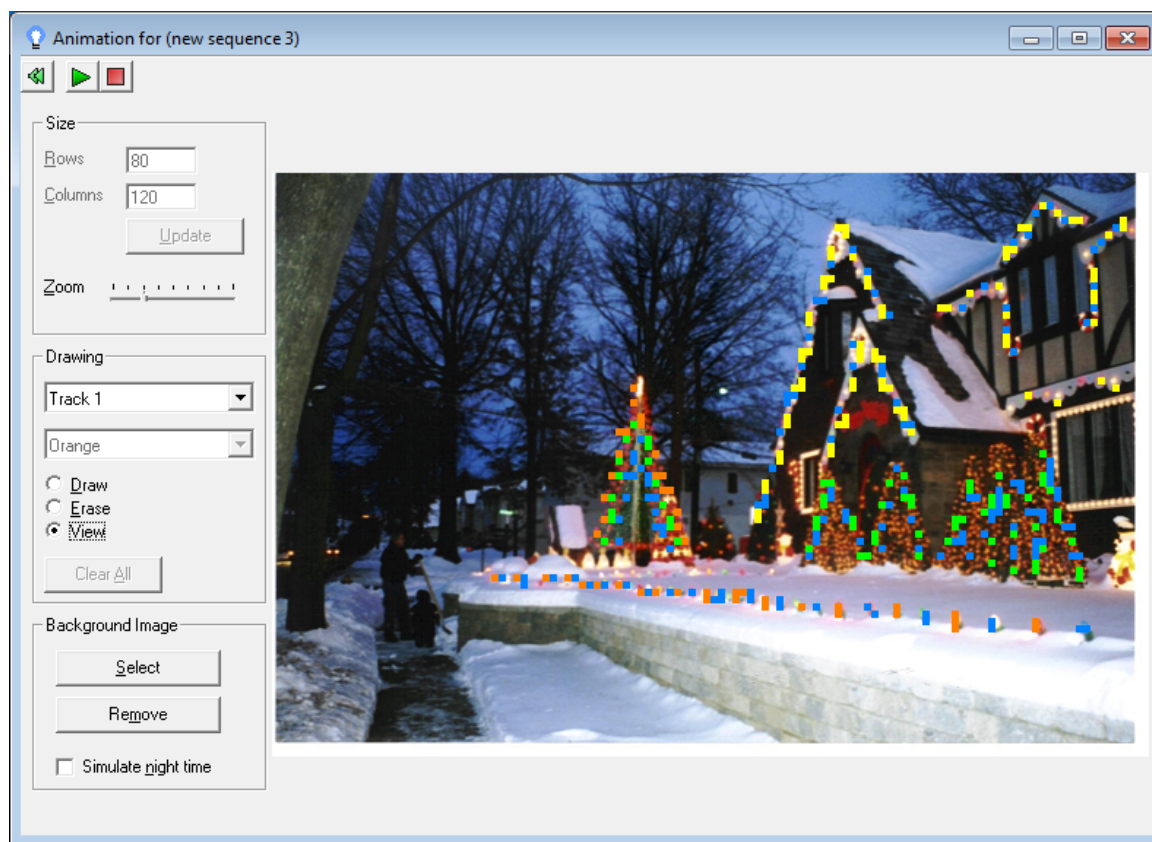 Animation for (new sequence 3)
Size
Rows 80
Columns 120
Update
Zoom
Drawing
Track 1
Orange
Draw
Erase
View
Clear All
Background Image
Select
Remove
Simulate night time